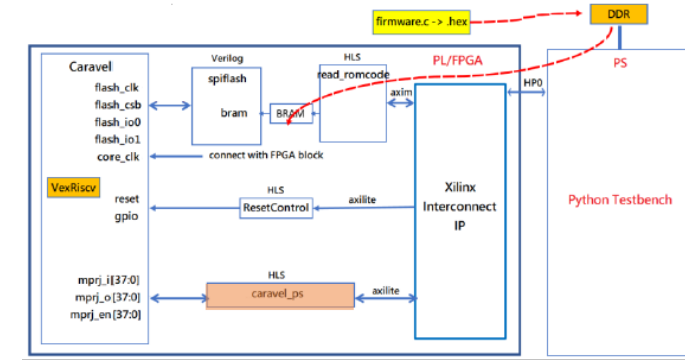 firmware.c -> .hex
DDR
Caravel
flash_clk
flash_csb
flash_io0
flash_io1
core_clk
VexRiscv
reset
gpio
mprj_i[37:0]
mprj_o[37:0]
mprj_en[37:0]
Verilog
spiflash
bram
BRAM
HLS
read_romcode
axim
connect with FPGA block
HLS
ResetControl
axilite
HLS
caravel_ps
axilite
PL/FPGA
Xilinx
Interconnect
IP
HP0
PS
Python Testbench